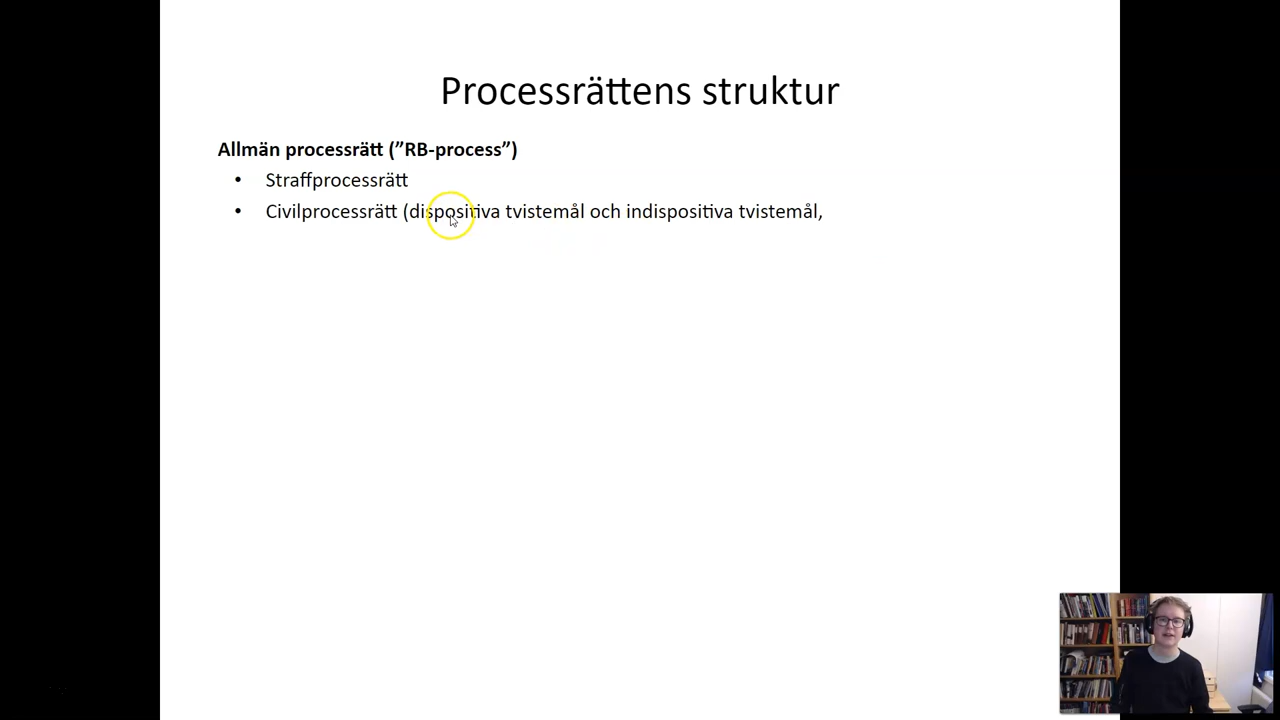 Processrättens struktur
Allmän processrätt (”RB-process”)
• Straffprocessrätt
• Civilprocessrätt (dispositiva tvistemål och indispositiva tvistemål,